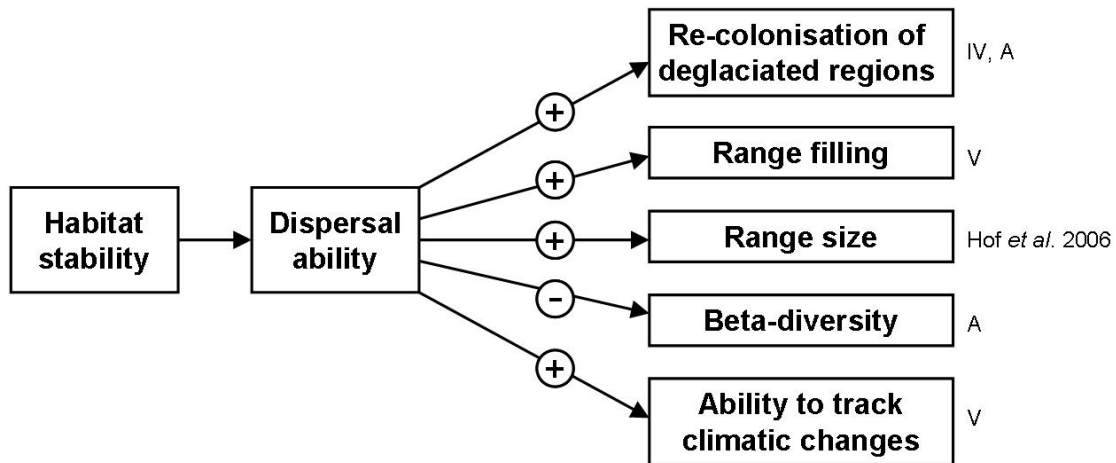 Re-colonisation of
deglaciated regions
IV, A
+
Range filling
V
+
Habitat
stability
Dispersal
ability
+
Range size
Hof et al. 2006
-
Beta-diversity
A
+
Ability to track
climatic changes
V